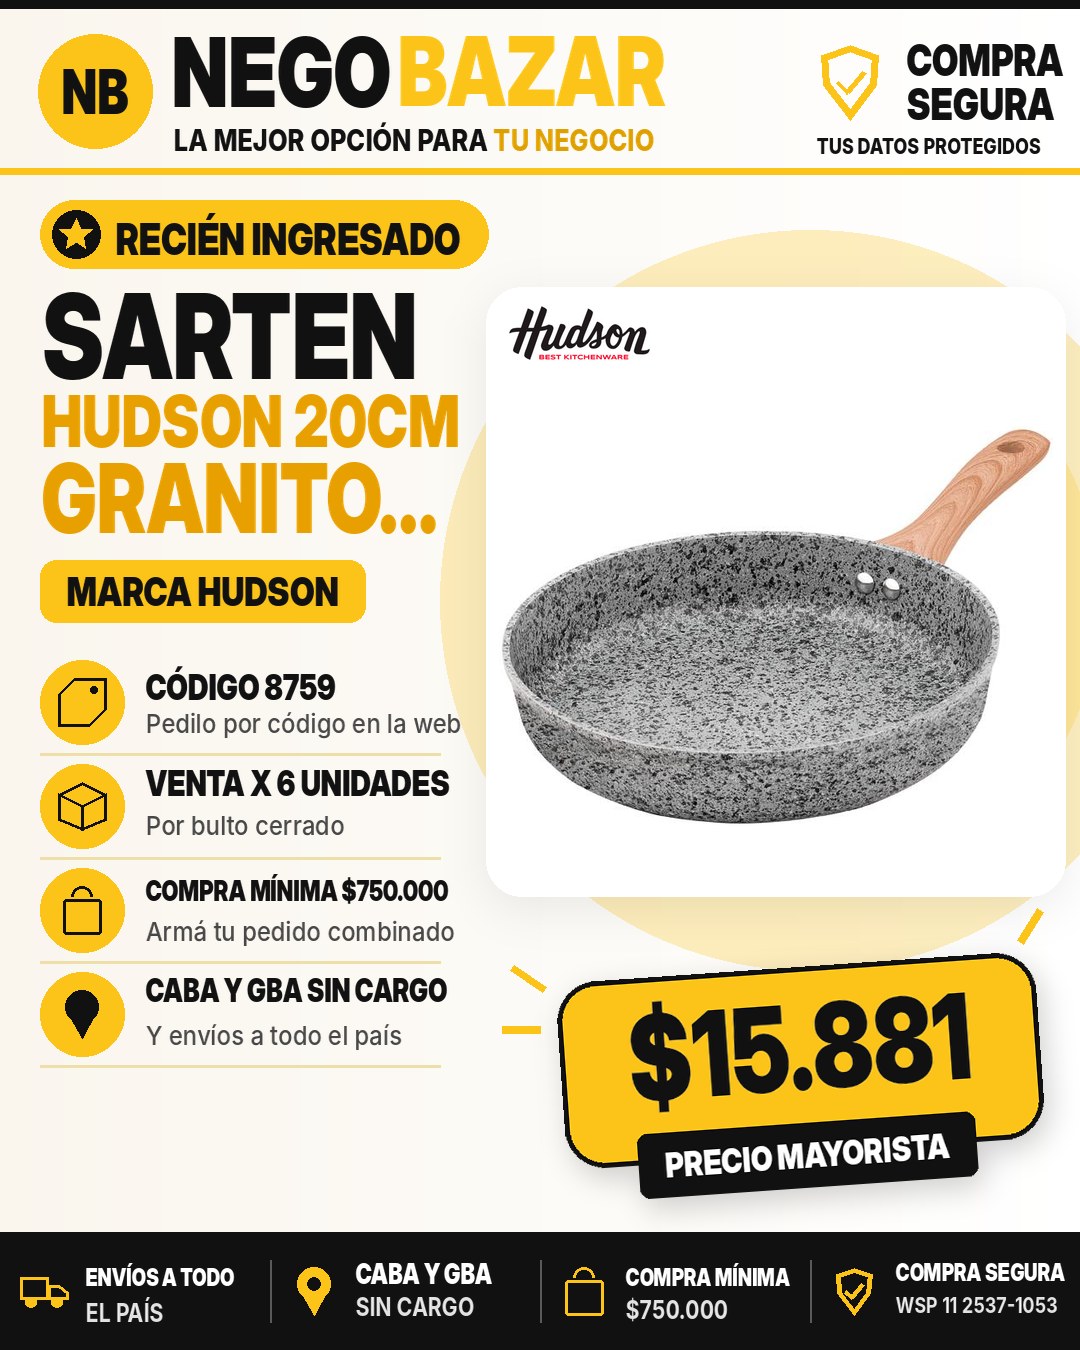 NB
NEGOBAZAR
LA MEJOR OPCIÓN PARA TU NEGOCIO
COMPRA
SEGURA
TUS DATOS PROTEGIDOS
RECIÉN INGRESADO
SARTEN
HUDSON 20CM
GRANITO...
MARCA HUDSON
CÓDIGO 8759
Pedilo por código en la web
VENTA X 6 UNIDADES
Por bulto cerrado
COMPRA MÍNIMA $750.000
Armá tu pedido combinado
CABA Y GBA SIN CARGO
Y envíos a todo el país
Hudson
BEST KITCHENWARE
$15.881
PRECIO MAYORISTA
ENVÍOS A TODO
EL PAÍS
CABA Y GBA
SIN CARGO
COMPRA MÍNIMA
$750.000
COMPRA SEGURA
WSP 11 2537-1053